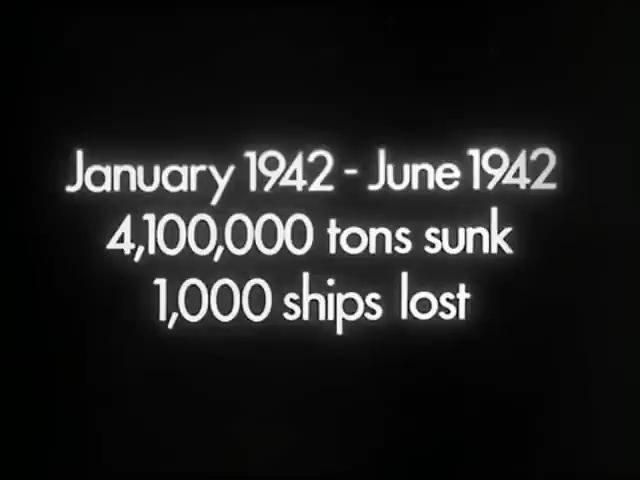 January 1942 - June 1942
4,100,000 tons sunk
1,000 ships lost